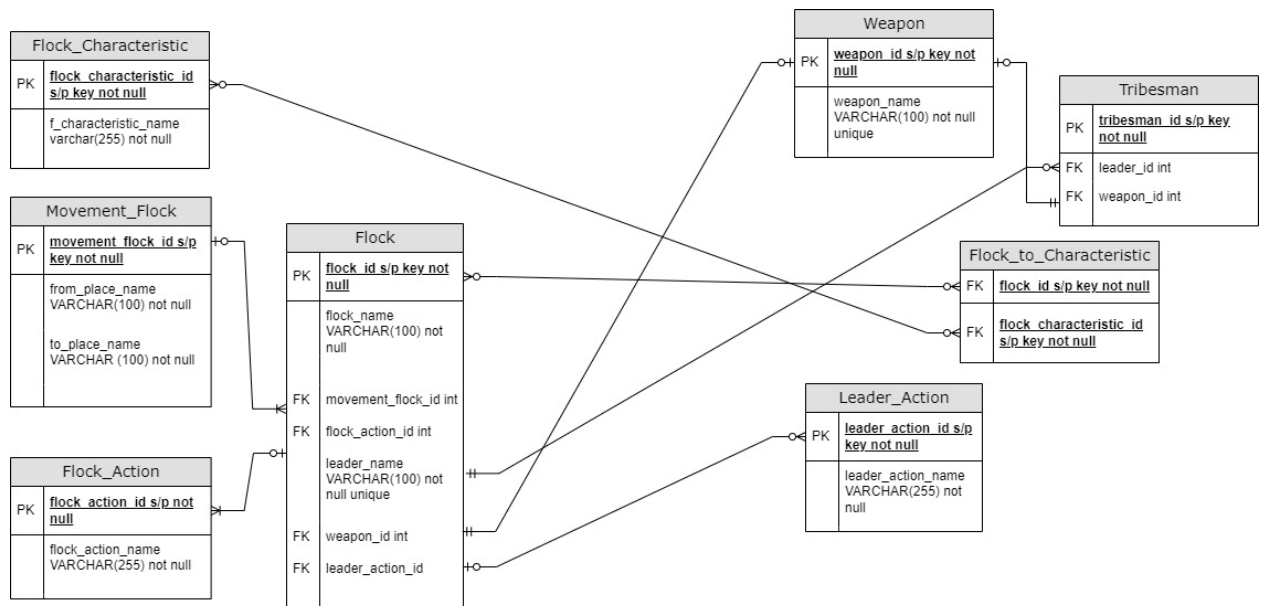 Flock_Characteristic
PK
flock_characteristic_id
s/p key not null
f_characteristic_name
varchar(255) not null
Movement_Flock
PK
movement_flock_id s/p
key not null
from_place_name
VARCHAR(100) not null
to_place_name
VARCHAR (100) not null
Flock_Action
PK
flock_action_id s/p not
null
flock_action_name
VARCHAR(255) not null
Flock
PK
flock_id s/p key not
null
flock_name
VARCHAR(100) not
null
FK
movement_flock_id int
FK
flock_action_id int
leader_name
VARCHAR(100) not
null unique
FK
weapon_id int
FK
leader_action_id
Weapon
PK
weapon_id s/p key not
null
weapon_name
VARCHAR(100) not null
unique
Tribesman
PK
tribesman_id s/p key
not null
FK
leader_id int
FK
weapon_id int
Flock_to_Characteristic
FK
flock_id s/p key not null
FK
flock_characteristic_id
s/p key not null
Leader_Action
PK
leader_action_id s/p
key not null
leader_action_name
VARCHAR(255) not
null